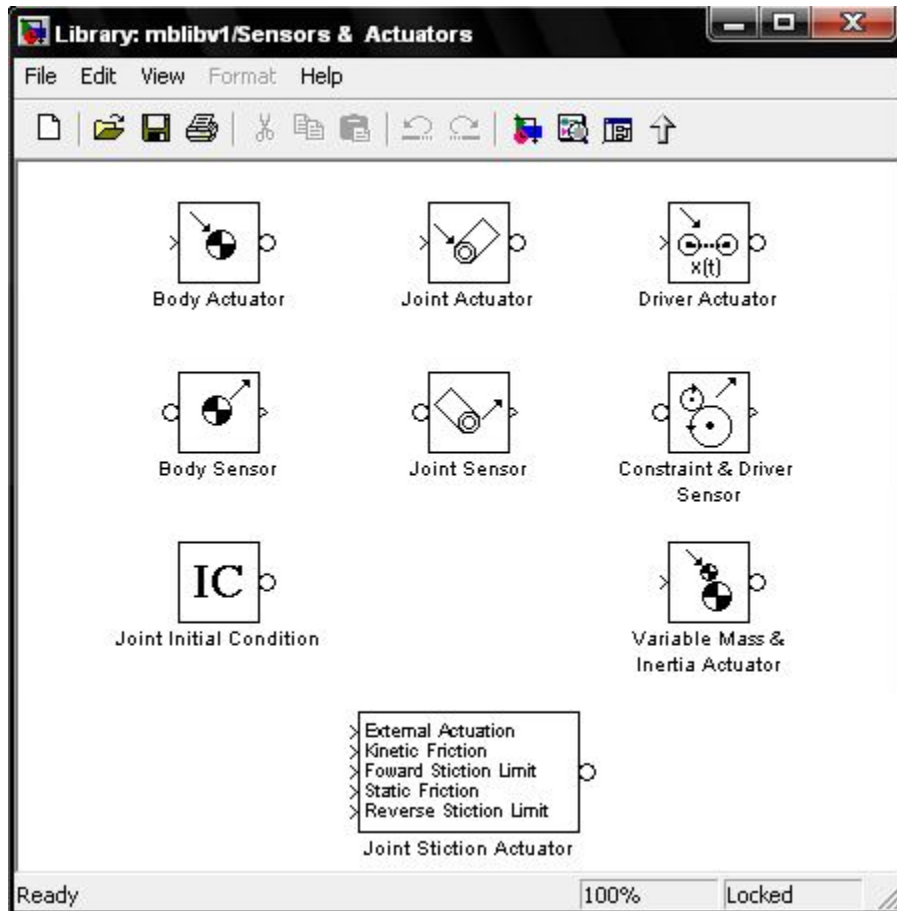 Library: mblibv1/Sensors & Actuators
File Edit View Format Help
x(t)
Body Actuator Joint Actuator Driver Actuator
Body Sensor Joint Sensor Constraint & Driver
Sensor
IC
Joint Initial Condition Variable Mass &
Inertia Actuator
External Actuation
Kinetic Friction
Foward Stiction Limit
Static Friction
Reverse Stiction Limit
Joint Stiction Actuator
Ready 100% Locked